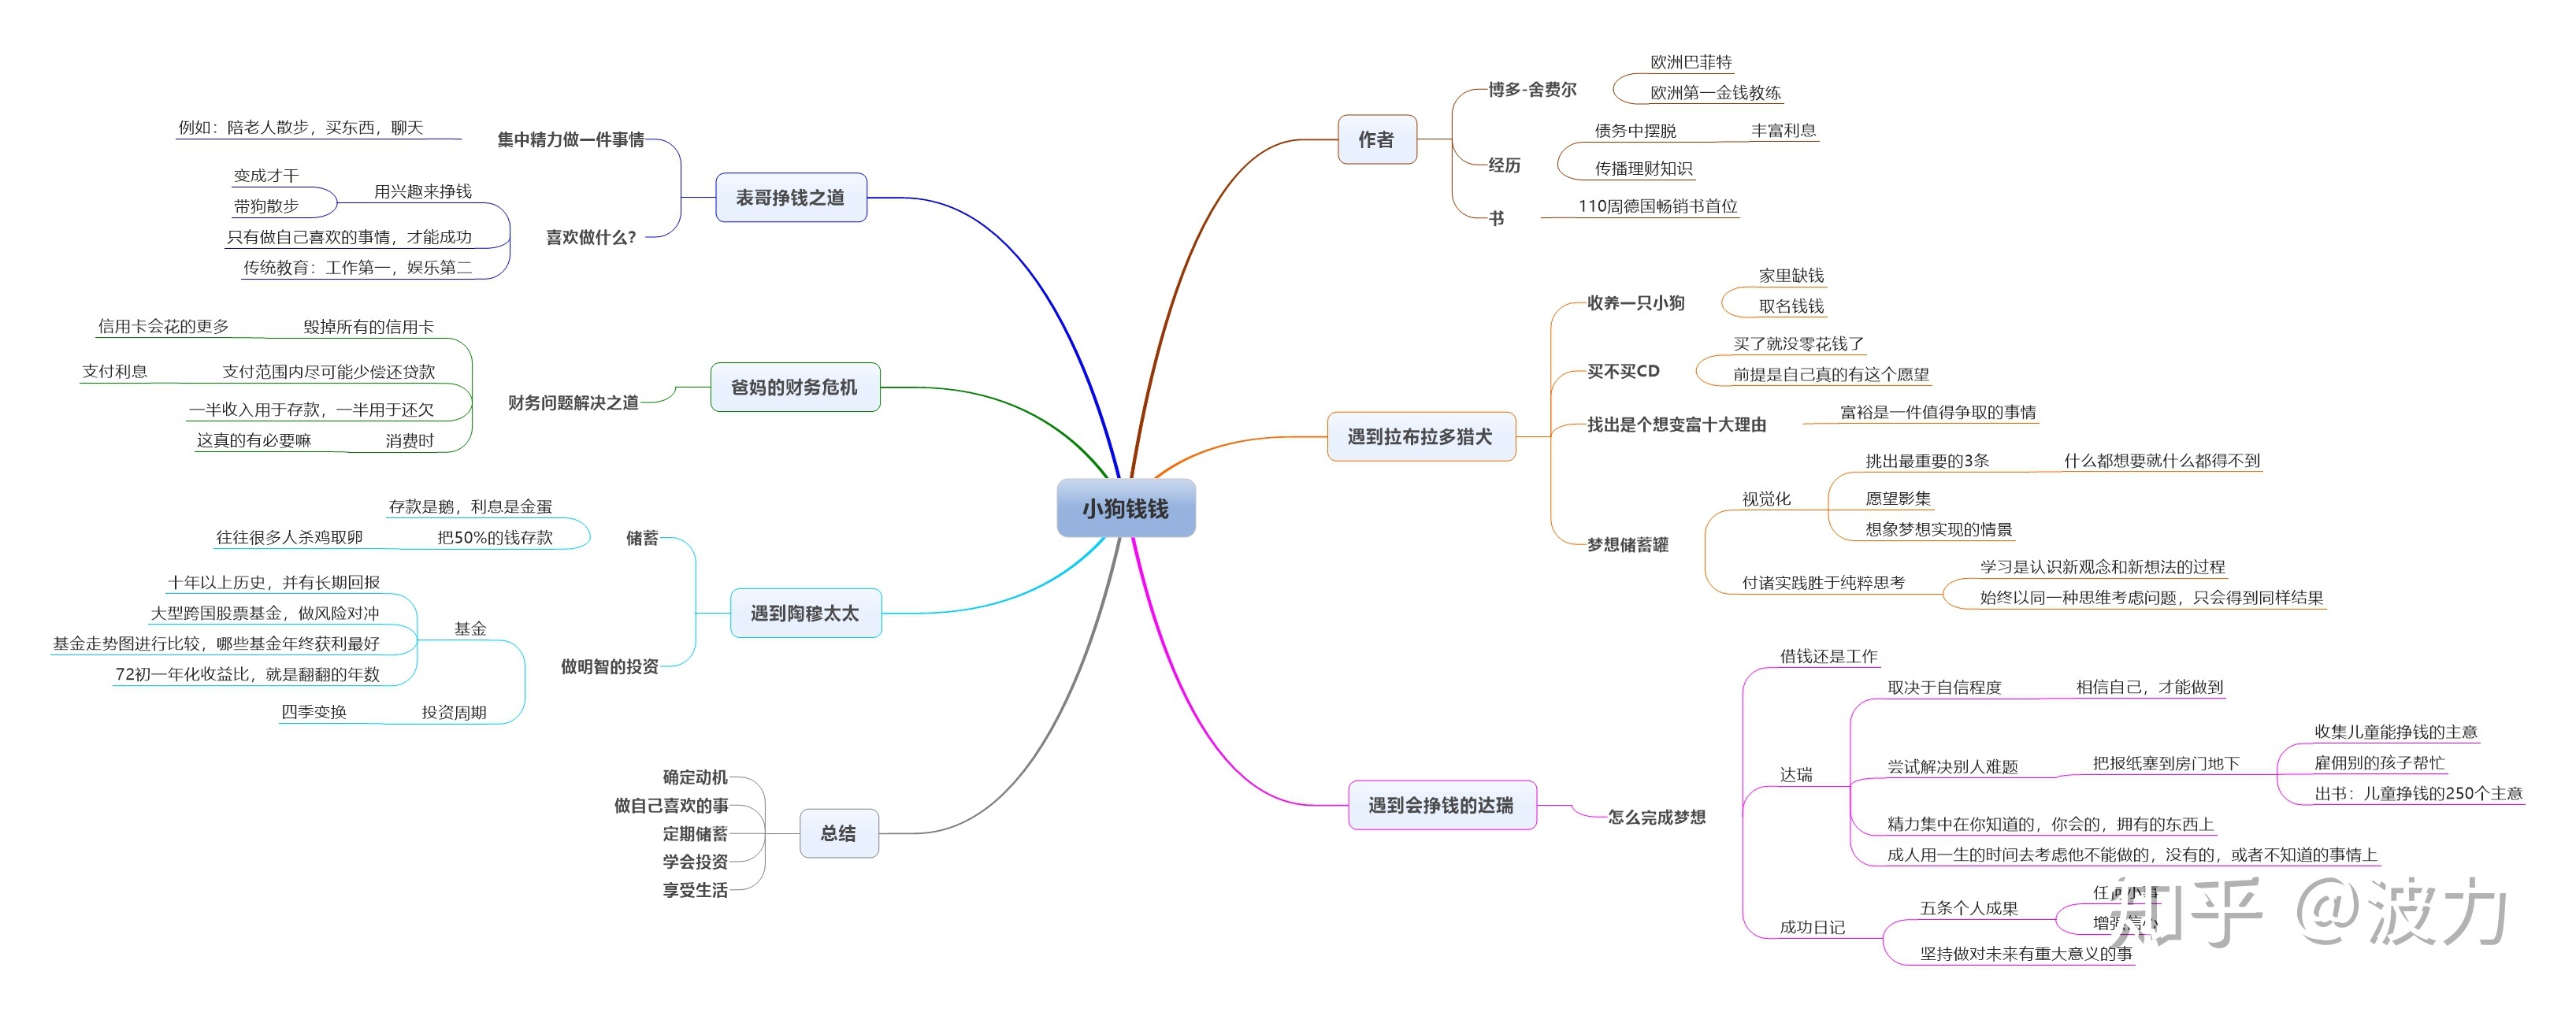 小狗钱钱
作者
博多-舍费尔
欧洲巴菲特
欧洲第一金钱教练
经历
债务中摆脱
丰富利息
传播理财知识
书
110周德国畅销书首位
遇到拉布拉多猎犬
收养一只小狗
家里缺钱
取名钱钱
买不买CD
买了就没零花钱了
前提是自己真的有这个愿望
找出是个想变富十大理由
富裕是一件值得争取的事情
梦想储蓄罐
视觉化
挑出最重要的3条
什么都想要就什么都得不到
愿望影集
想象梦想实现的情景
付诸实践胜于纯粹思考
学习是认识新观念和新想法的过程
始终以同一种思维考虑问题，只会得到同样结果
遇到会挣钱的达瑞
怎么完成梦想
借钱还是工作
达瑞
取决于自信程度
相信自己，才能做到
尝试解决别人难题
把报纸塞到房门地下
收集儿童能挣钱的主意
雇佣别的孩子帮忙
出书：儿童挣钱的250个主意
精力集中在你知道的，你会的，拥有的东西上
成人用一生的时间去考虑他不能做的，没有的，或者不知道的事情上
成功日记
五条个人成果
增强信心
坚持做对未来有重大意义的事
表哥挣钱之道
集中精力做一件事情
例如：陪老人散步，买东西，聊天
喜欢做什么？
用兴趣来挣钱
变成才干
带狗散步
只有做自己喜欢的事情，才能成功
传统教育：工作第一，娱乐第二
爸妈的财务危机
财务问题解决之道
毁掉所有的信用卡
信用卡会花的更多
支付范围内尽可能少偿还贷款
支付利息
一半收入用于存款，一半用于还欠
消费时
这真的有必要嘛
遇到陶穆太太
储蓄
存款是鹅，利息是金蛋
把50%的钱存款
往往很多人杀鸡取卵
做明智的投资
基金
十年以上历史，并有长期回报
大型跨国股票基金，做风险对冲
基金走势图进行比较，哪些基金年终获利最好
72初一年化收益比，就是翻翻的年数
投资周期
四季变换
总结
确定动机
做自己喜欢的事
定期储蓄
学会投资
享受生活
知乎 @波力